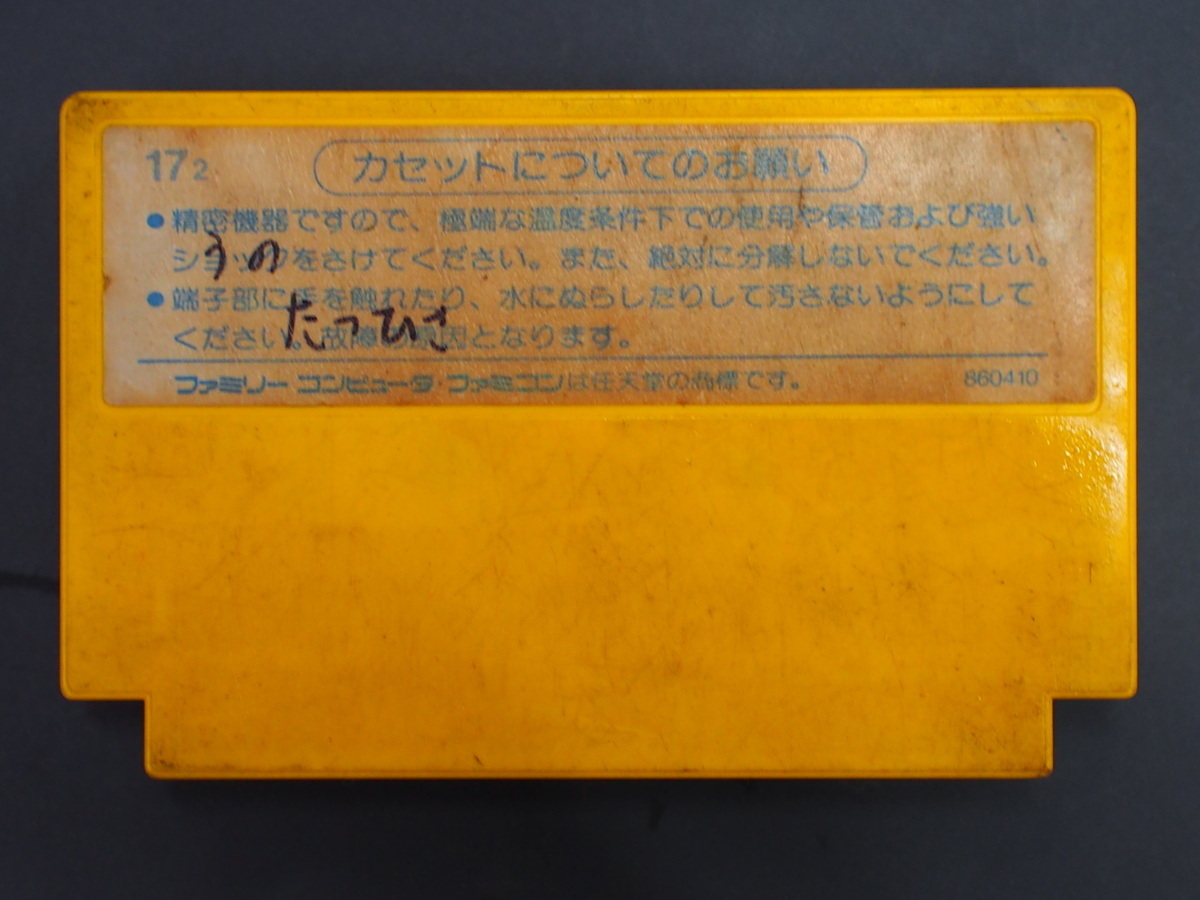 17₂
カセットについてのお願い
●精密機器ですので、極端な温度条件下での使用や保管および強い
ショックをさけてください。また、絶対に分解しないでください。
うの
●端子部に手を触れたり、水にぬらしたりして汚さないようにして
たつひさ
ください。故障の原因となります。
ファミリーコンピュータ・ファミコンは任天堂の商標です。
860410